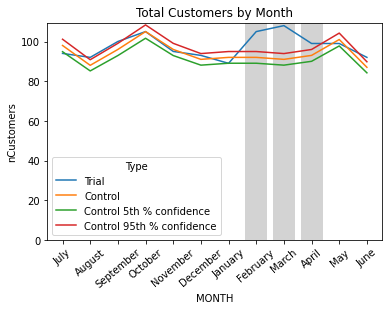 Total Customers by Month
nCustomers
100
80
60
40
20
0
Type
Trial
Control
Control 5th % confidence
Control 95th % confidence
July
August
September
October
November
December
January
February
March
April
May
June
MONTH